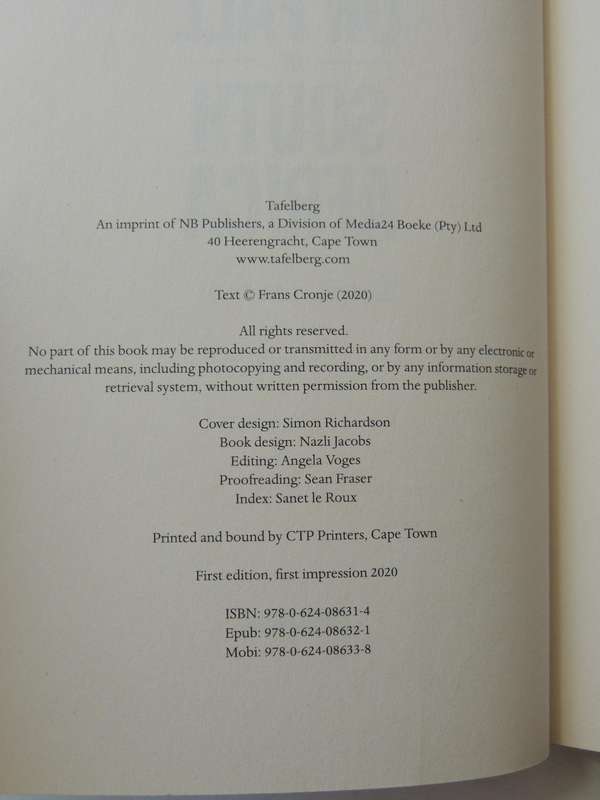 Tafelberg
An imprint of NB Publishers, a Division of Media24 Boeke (Pty) Ltd
40 Heerengracht, Cape Town
www.tafelberg.com
Text © Frans Cronje (2020)
All rights reserved.
No part of this book may be reproduced or transmitted in any form or by any electronic or
mechanical means, including photocopying and recording, or by any information storage or
retrieval system, without written permission from the publisher.
Cover design: Simon Richardson
Book design: Nazli Jacobs
Editing: Angela Voges
Proofreading: Sean Fraser
Index: Sanet le Roux
Printed and bound by CTP Printers, Cape Town
First edition, first impression 2020
ISBN: 978-0-624-08631-4
Epub: 978-0-624-08632-1
Mobi: 978-0-624-08633-8